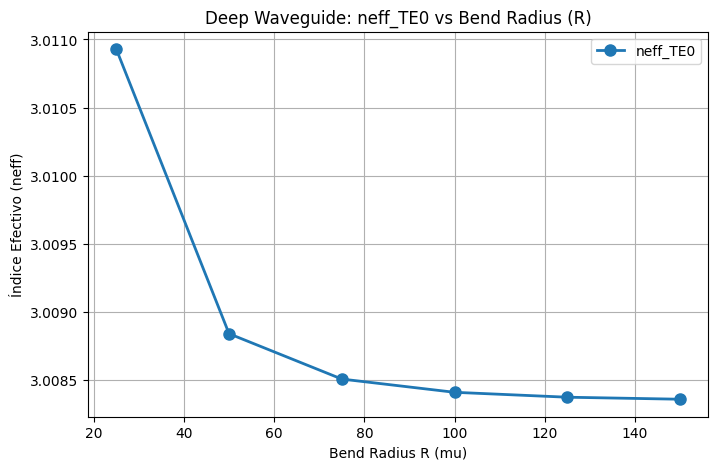 Deep Waveguide: neff_TE0 vs Bend Radius (R)
neff_TE0
3.0110
3.0105
3.0100
3.0095
3.0090
3.0085
Índice Efectivo (neff)
20 40 60 80 100 120 140
Bend Radius R (mu)